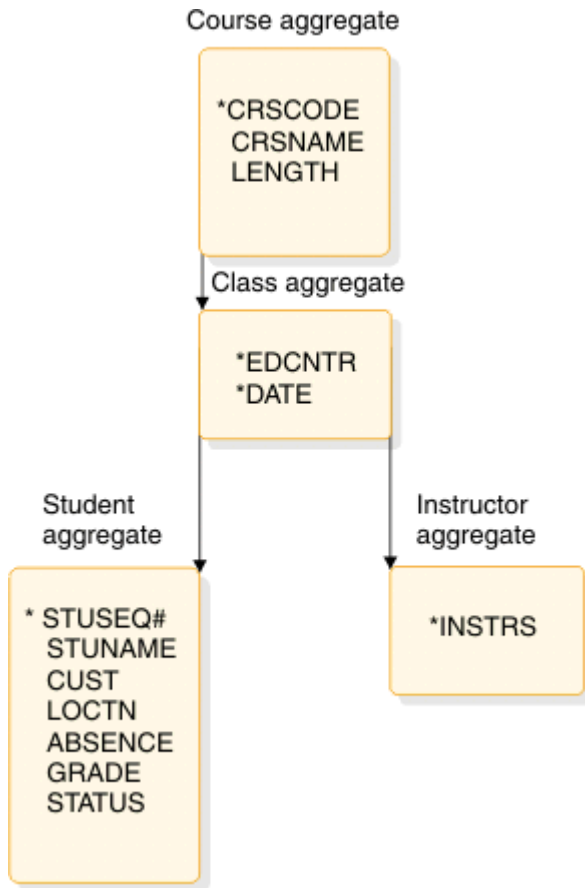 Course aggregate
*CRSCODE
CRSNAME
LENGTH
Class aggregate
*EDCNTR
*DATE
Student
aggregate
* STUSEQ#
STUNAME
CUST
LOCTN
ABSENCE
GRADE
STATUS
Instructor
aggregate
*INSTRS